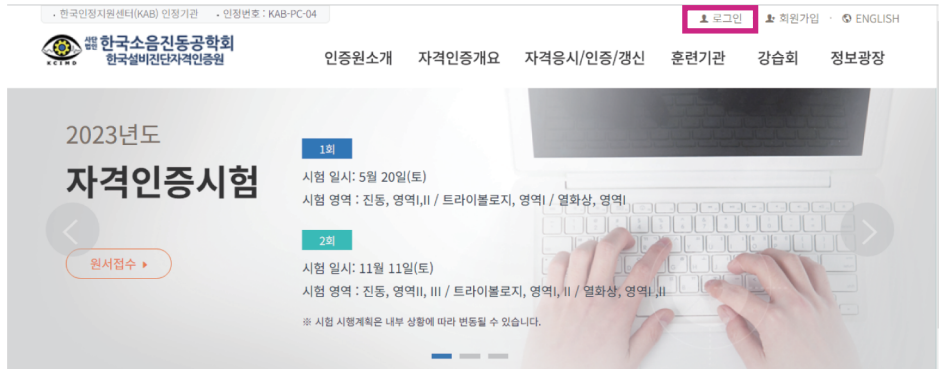 · 한국인정지원센터(KAB) 인정기관 · 인정번호 : KAB-PC-04
로그인 회원가입 · ENGLISH
사단법인 한국소음진동공학회
한국설비진단자격인증원
KCIMD
인증원소개 자격인증개요 자격응시/인증/갱신 훈련기관 강습회 정보광장
2023년도
자격인증시험
원서접수
1회
시험 일시: 5월 20일(토)
시험 영역 : 진동, 영역I,II / 트라이볼로지, 영역I / 열화상, 영역I
2회
시험 일시: 11월 11일(토)
시험 영역 : 진동, 영역II, III / 트라이볼로지, 영역I, II / 열화상, 영역I ,II
※ 시험 시행계획은 내부 상황에 따라 변동될 수 있습니다.